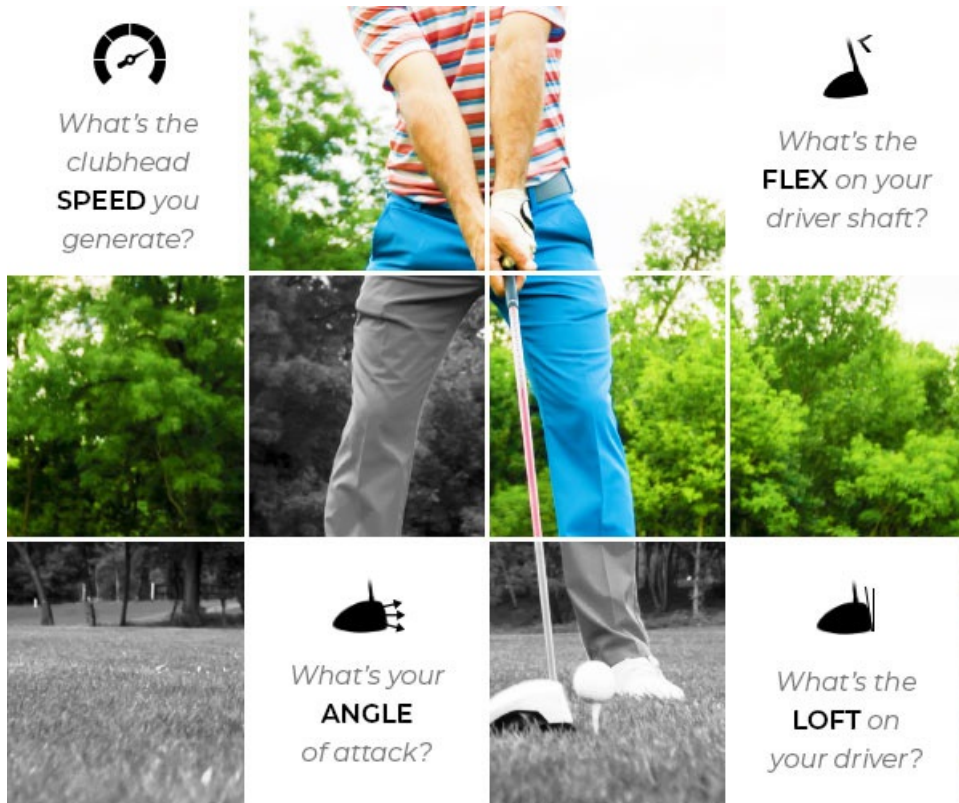 What's the
clubhead
SPEED you
generate?
What's the
FLEX on your
driver shaft?
What's your
ANGLE
of attack?
What's the
LOFT on
your driver?